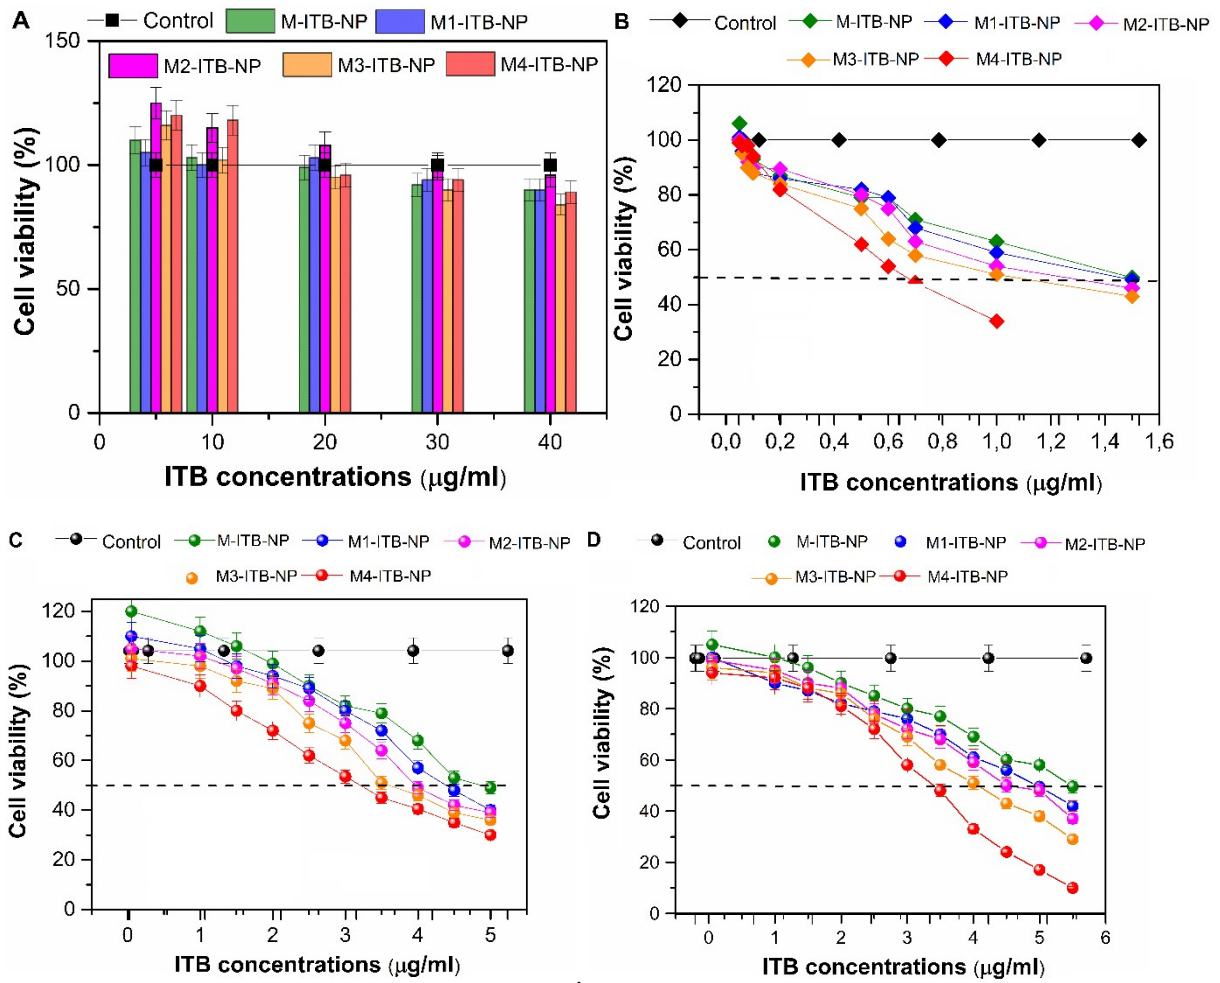 A
Control M-ITB-NP M1-ITB-NP
M2-ITB-NP M3-ITB-NP M4-ITB-NP
150
100
50
0
Cell viability (%)
0 10 20 30 40
ITB concentrations (μg/ml)
B
Control M-ITB-NP M1-ITB-NP M2-ITB-NP
M3-ITB-NP M4-ITB-NP
120
100
80
60
40
20
0
Cell viability (%)
0,0 0,2 0,4 0,6 0,8 1,0 1,2 1,4 1,6
ITB concentrations (μg/ml)
C
Control M-ITB-NP M1-ITB-NP M2-ITB-NP
M3-ITB-NP M4-ITB-NP
120
100
80
60
40
20
0
Cell viability (%)
0 1 2 3 4 5
ITB concentrations (μg/ml)
D
Control M-ITB-NP M1-ITB-NP M2-ITB-NP
M3-ITB-NP M4-ITB-NP
120
100
80
60
40
20
0
Cell viability (%)
0 1 2 3 4 5 6
ITB concentrations (μg/ml)